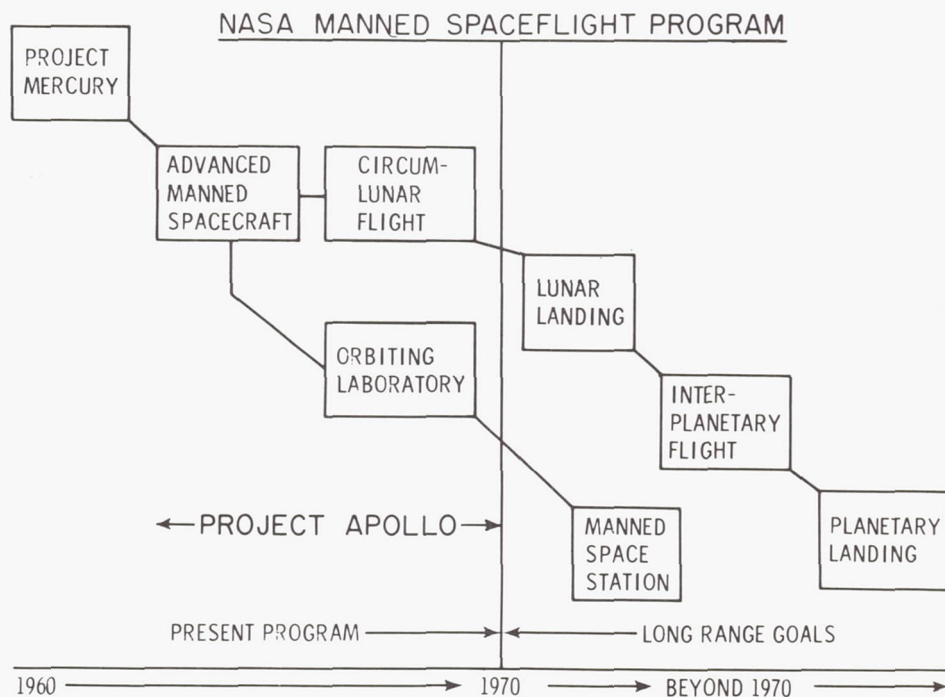 NASA MANNED SPACEFLIGHT PROGRAM
PROJECT
MERCURY
ADVANCED
MANNED
SPACECRAFT
CIRCUM-
LUNAR
FLIGHT
LUNAR
LANDING
ORBITING
LABORATORY
INTER-
PLANETARY
FLIGHT
PROJECT APOLLO
MANNED
SPACE
STATION
PLANETARY
LANDING
PRESENT PROGRAM
LONG RANGE GOALS
1960
1970
BEYOND 1970